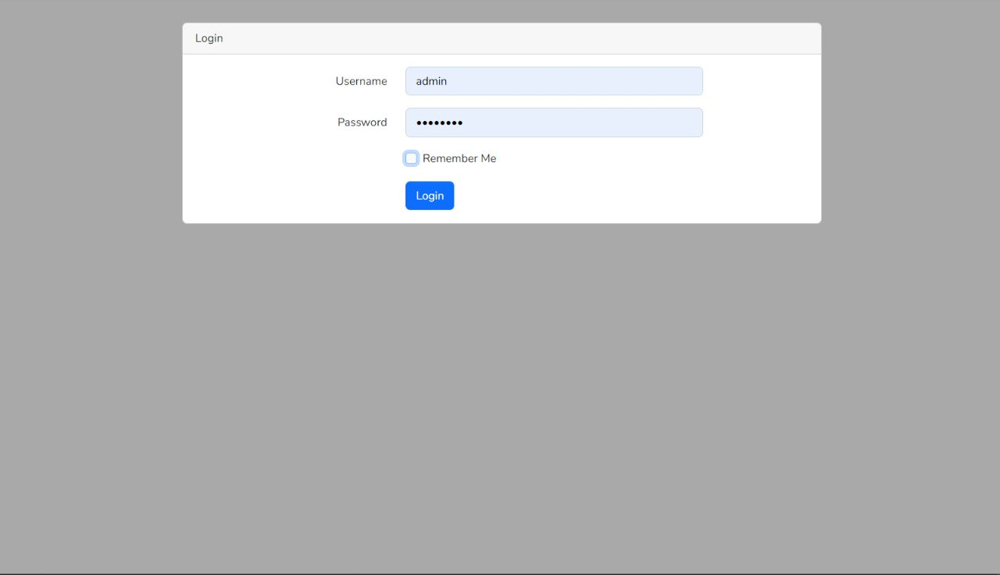 Login
Username admin
Password ••••••••
Remember Me
Login